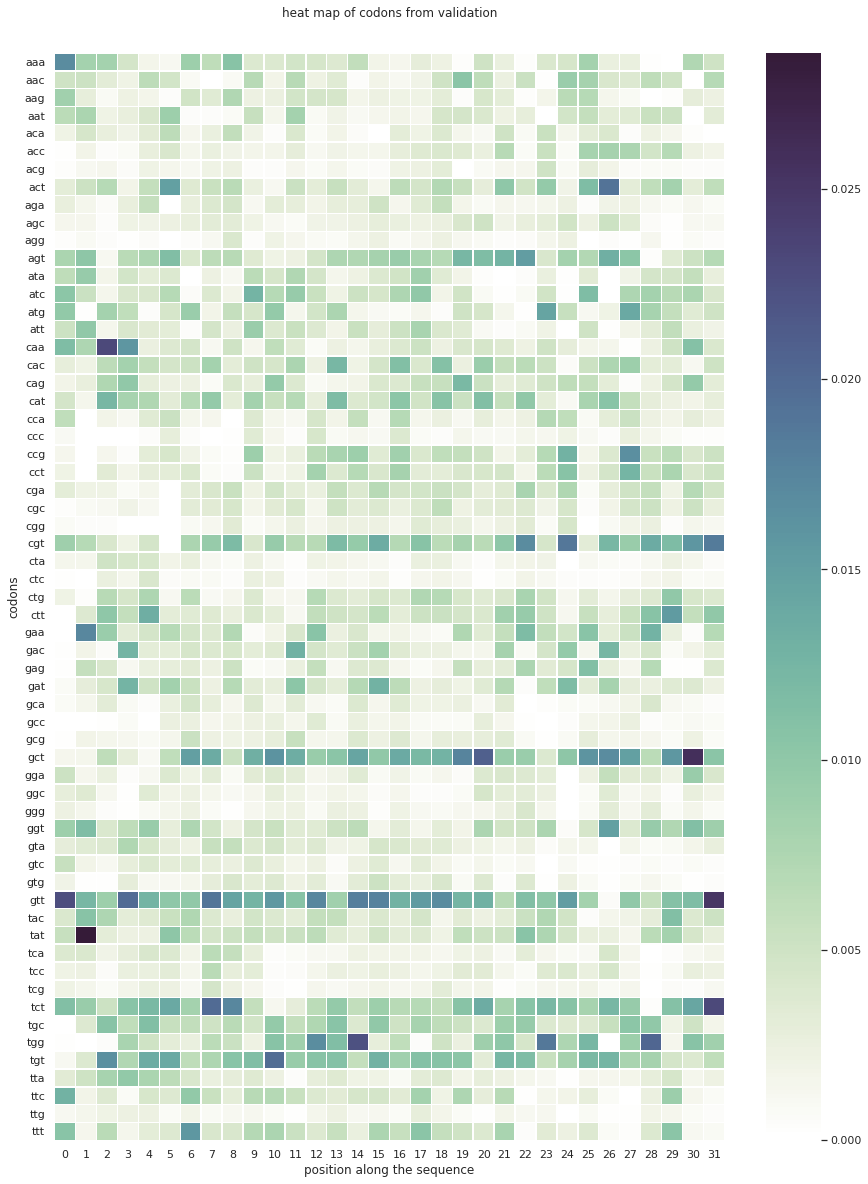 heat map of codons from validation
codons
aaa
aac
aag
aat
aca
acc
acg
act
aga
agc
agg
agt
ata
atc
atg
att
caa
cac
cag
cat
cca
ccc
ccg
cct
cga
cgc
cgg
cgt
cta
ctc
ctg
ctt
gaa
gac
gag
gat
gca
gcc
gcg
gct
gga
ggc
ggg
ggt
gta
gtc
gtg
gtt
tac
tat
tca
tcc
tcg
tct
tgc
tgg
tgt
tta
ttc
ttg
ttt
0 1 2 3 4 5 6 7 8 9 10 11 12 13 14 15 16 17 18 19 20 21 22 23 24 25 26 27 28 29 30 31
position along the sequence
0.025
0.020
0.015
0.010
0.005
0.000